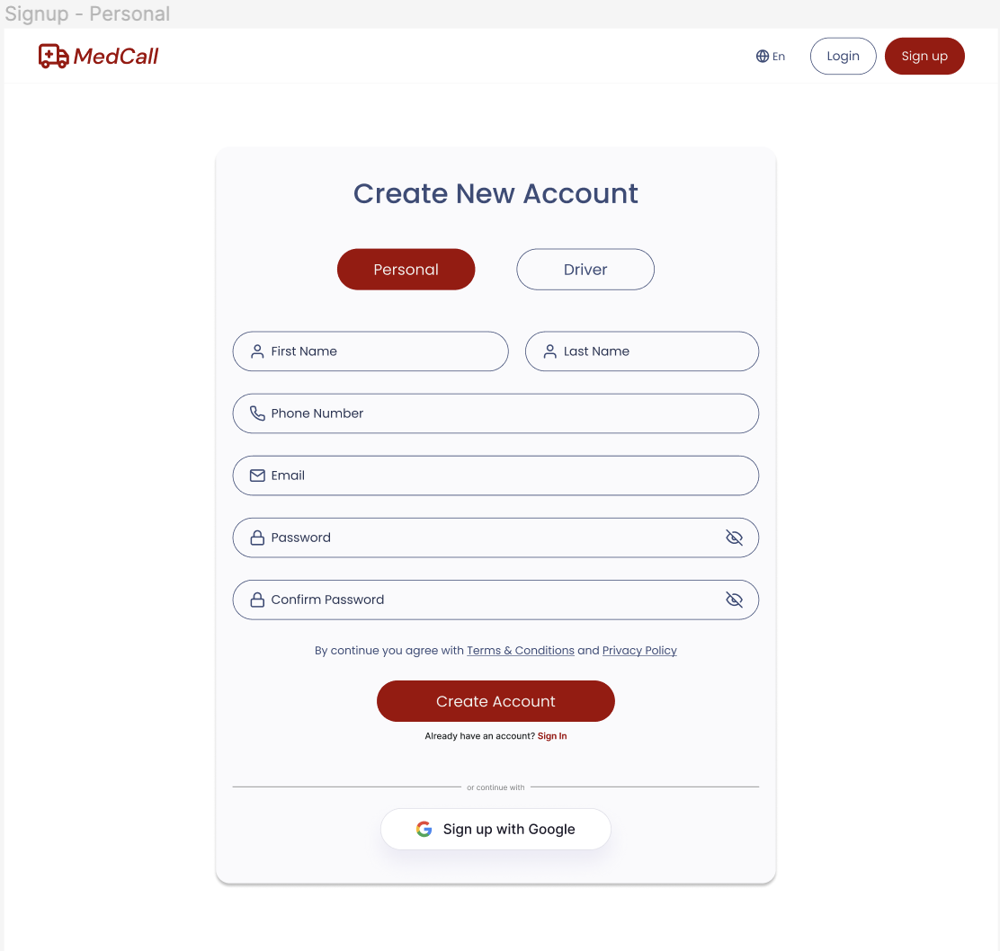 Signup - Personal
MedCall
En
Login
Sign up
Create New Account
Personal
Driver
First Name
Last Name
Phone Number
Email
Password
Confirm Password
By continue you agree with Terms & Conditions and Privacy Policy
Create Account
Already have an account? Sign In
or continue with
Sign up with Google